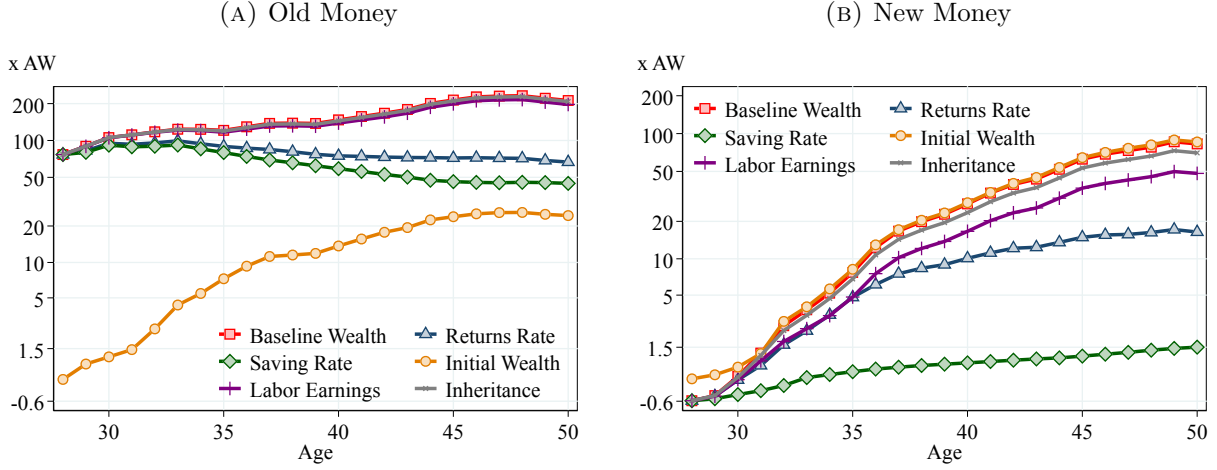 (A) Old Money
(B) New Money
x AW
200
100
50
20
10
5
1.5
-0.6
Baseline Wealth
Returns Rate
Saving Rate
Initial Wealth
Labor Earnings
Inheritance
30
35
40
45
50
Age
x AW
200
100
50
20
10
5
1.5
-0.6
Baseline Wealth
Returns Rate
Saving Rate
Initial Wealth
Labor Earnings
Inheritance
30
35
40
45
50
Age